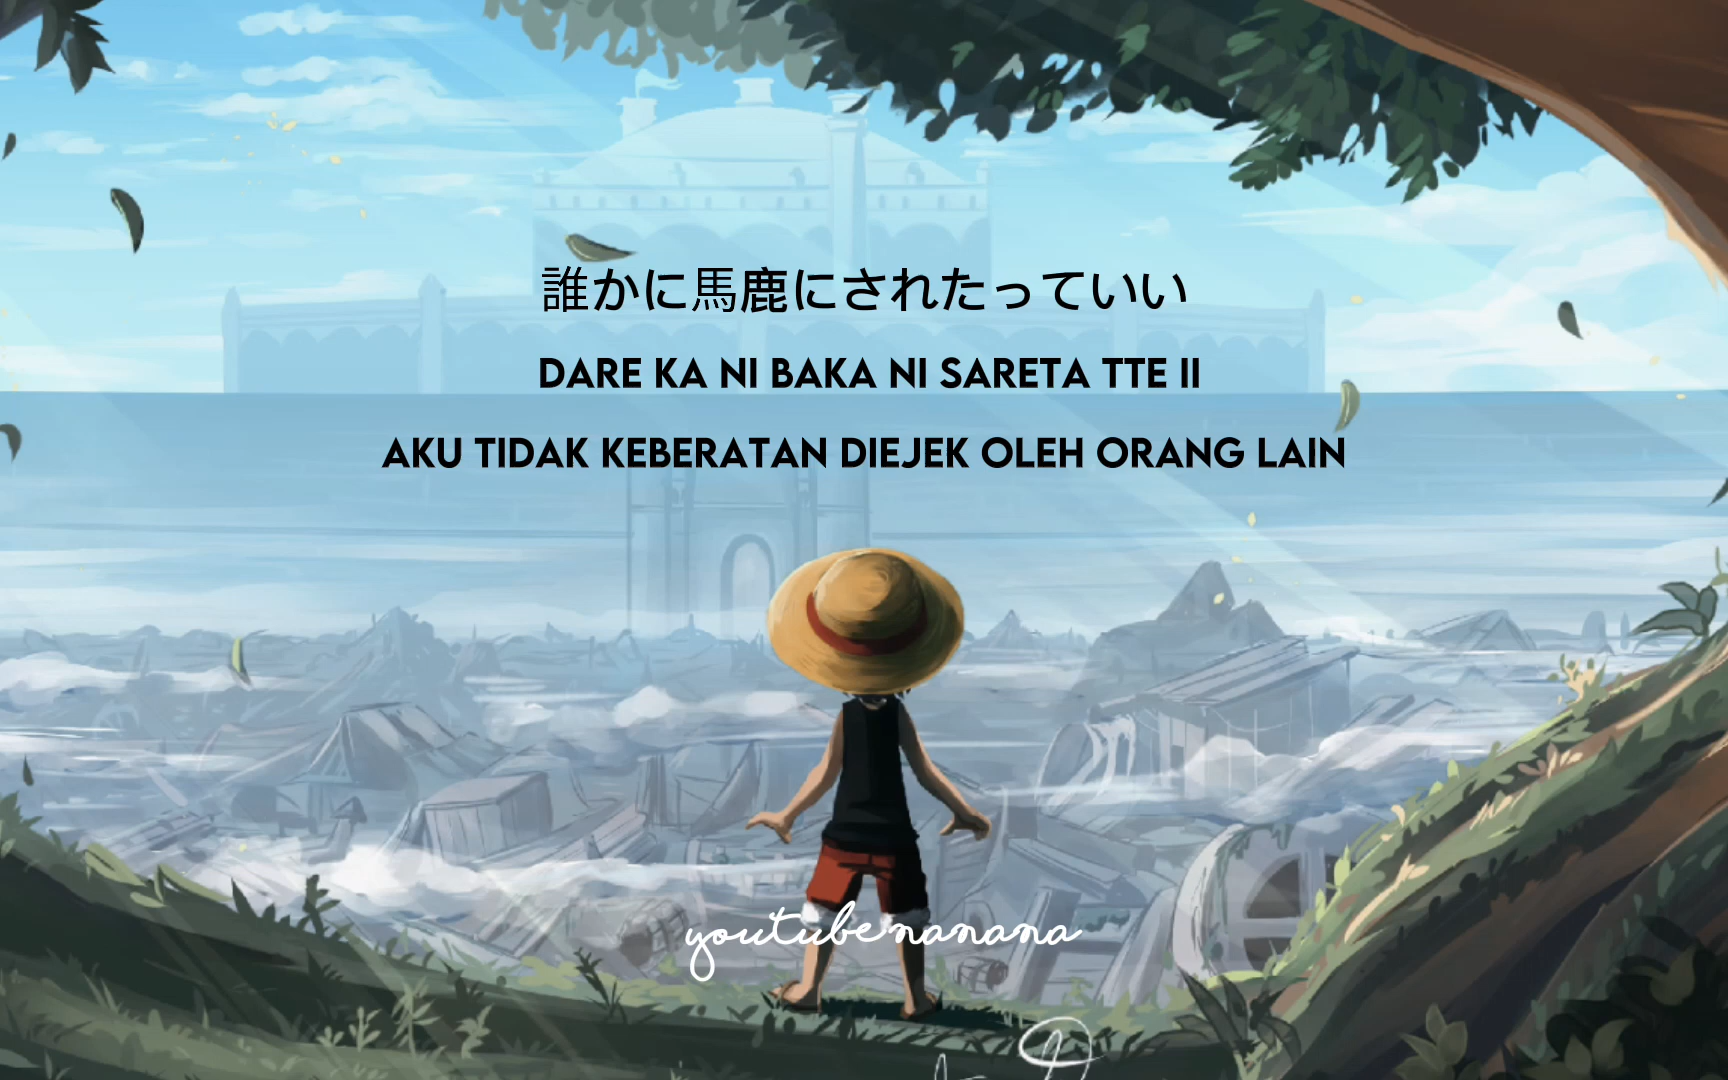 誰かに馬鹿にされたっていい
DARE KA NI BAKA NI SARETA TTE II
AKU TIDAK KEBERATAN DIEJEK OLEH ORANG LAIN
youtube nanana